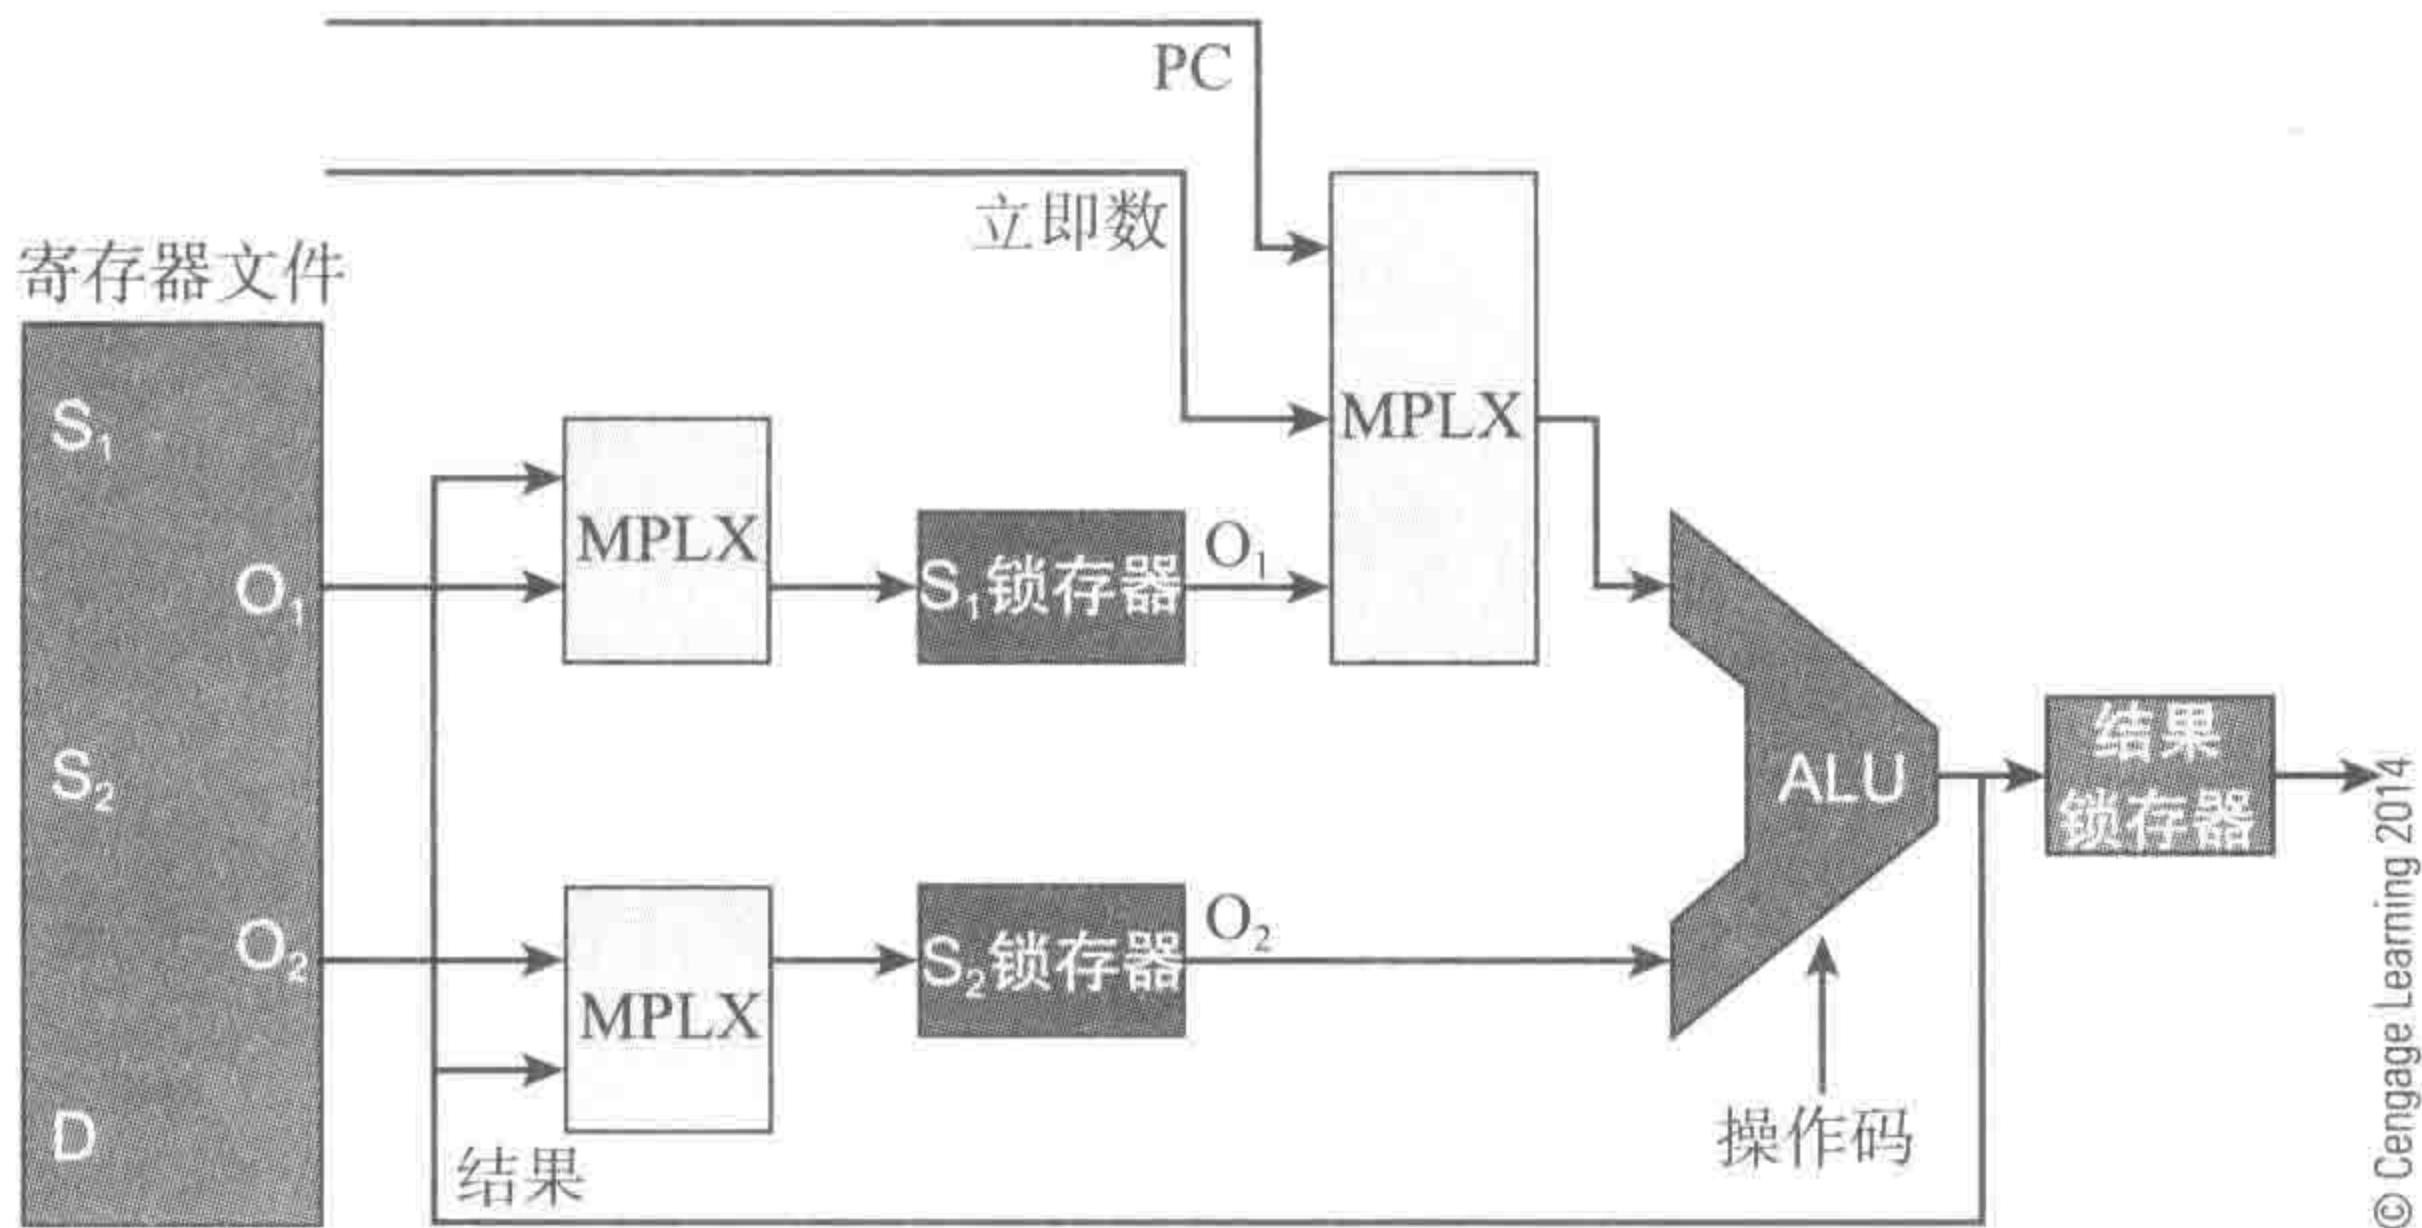 PC
立即数
寄存器文件
S₁
MPLX
MPLX
O₁
S₁锁存器
O₁
S₂
ALU
结果
锁存器
O₂
MPLX
S₂锁存器
O₂
D
结果
操作码
© Cengage Learning 2014